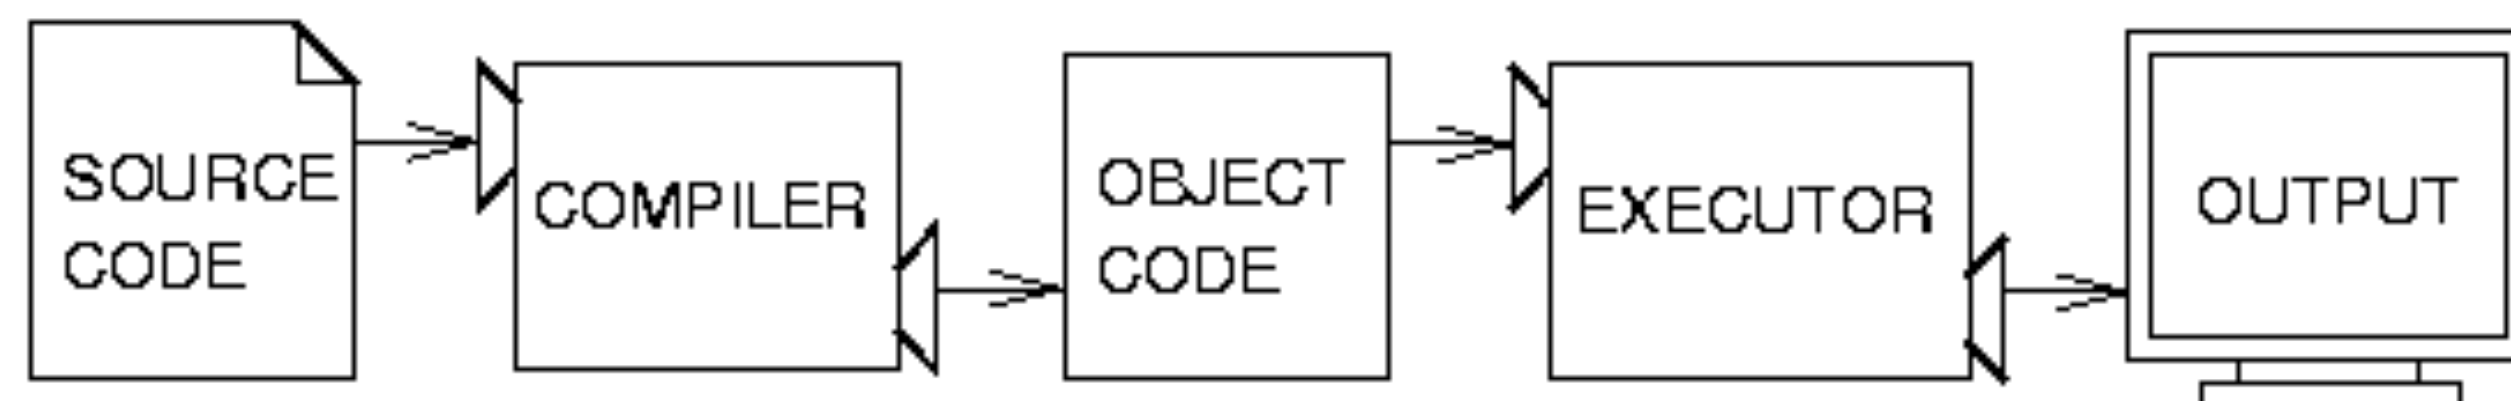 SOURCE
CODE
COMPILER
OBJECT
CODE
EXECUTOR
OUTPUT